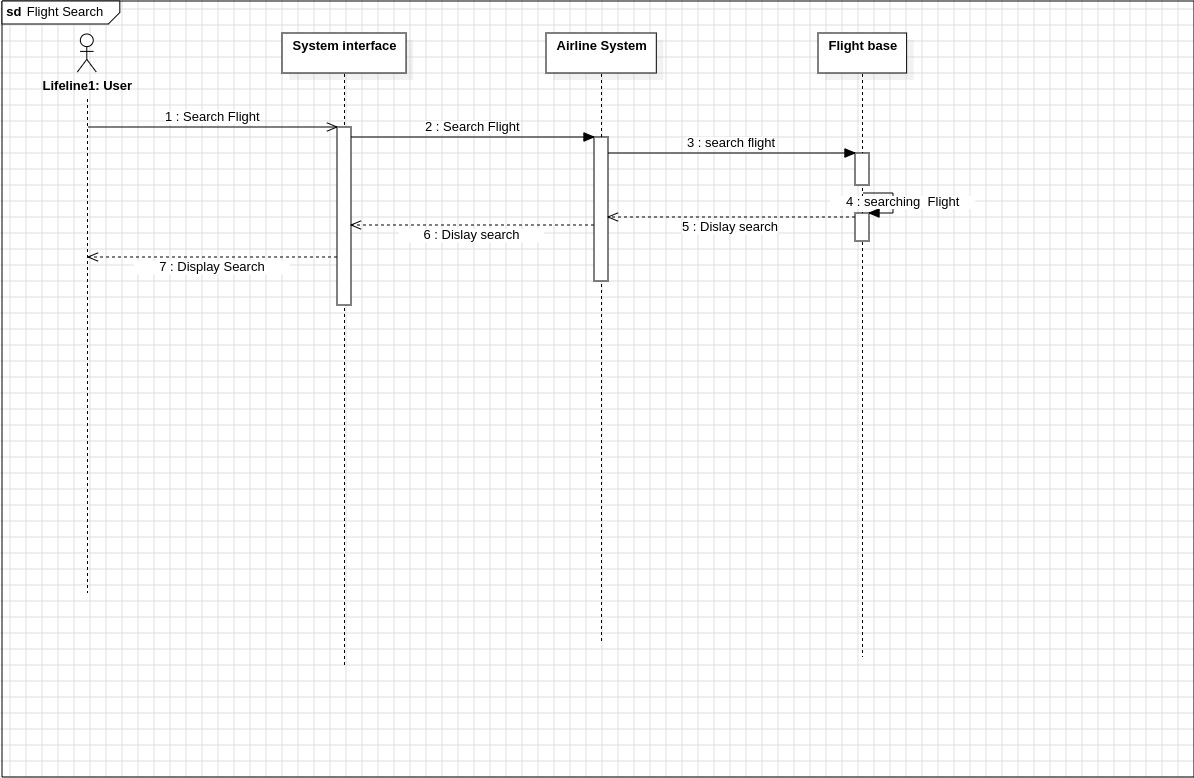 sd Flight Search
System interface
Airline System
Flight base
Lifeline1: User
1 : Search Flight
2 : Search Flight
3 : search flight
4 : searching  Flight
5 : Dislay search
6 : Dislay search
7 : Display Search